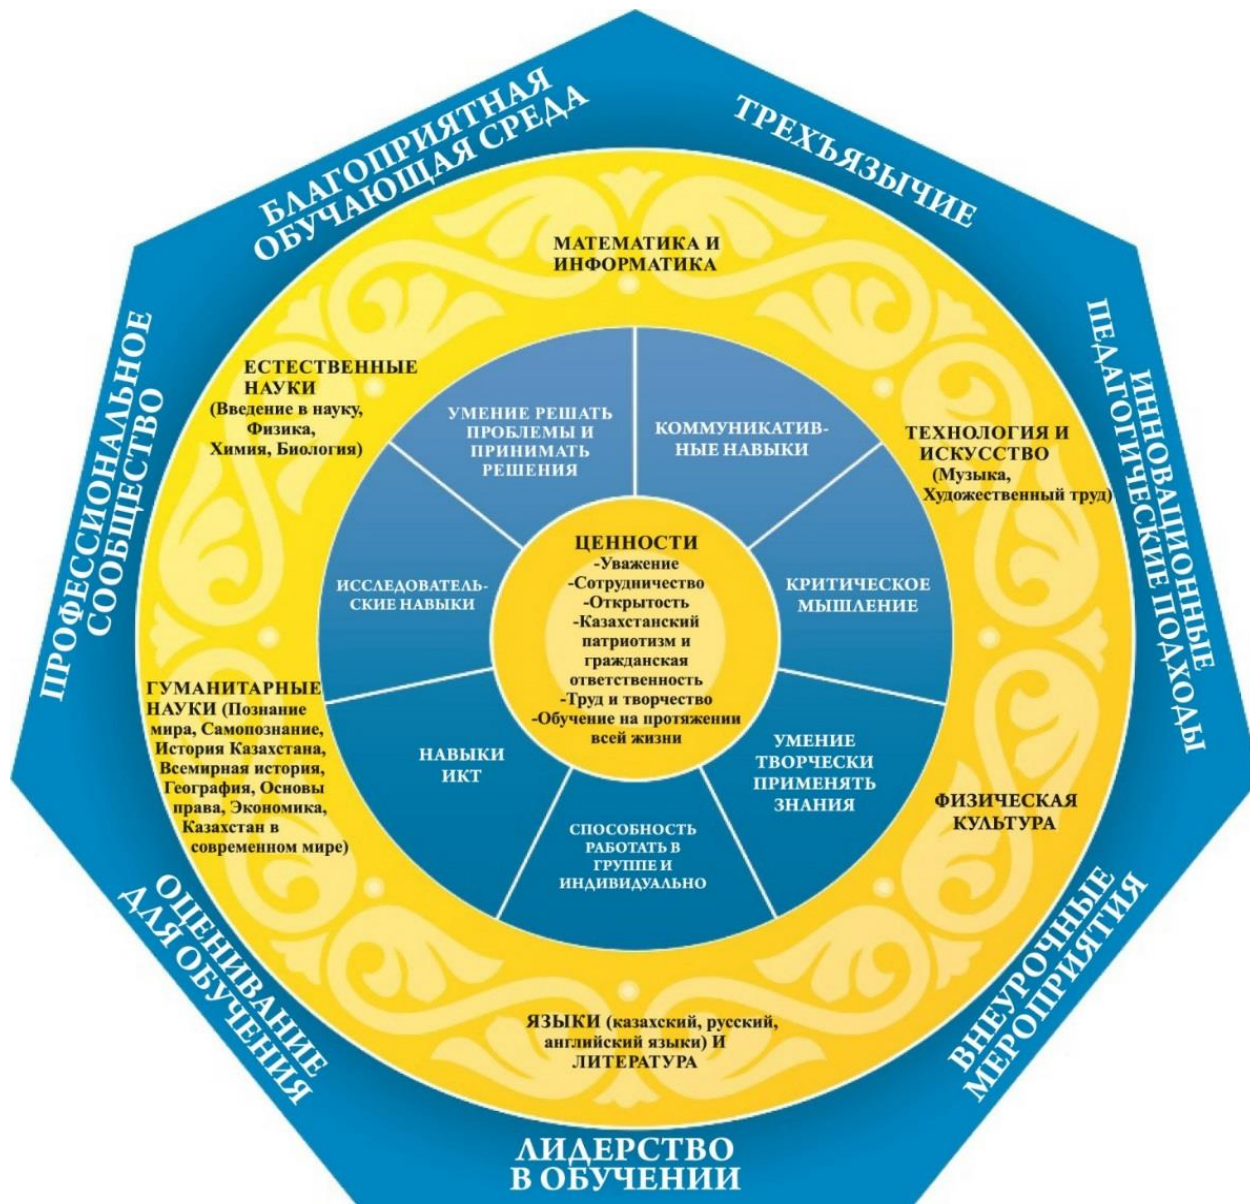 БЛАГОПРИЯТНАЯ
ОБУЧАЮЩАЯ СРЕДА
ТРЕХЪЯЗЫЧИЕ
ИННОВАЦИОННЫЕ
ПЕДАГОГИЧЕСКИЕ ПОДХОДЫ
ВНЕУРОЧНЫЕ
МЕРОПРИЯТИЯ
ЛИДЕРСТВО
В ОБУЧЕНИИ
ОЦЕНИВАНИЕ
ДЛЯ ОБУЧЕНИЯ
ПРОФЕССИОНАЛЬНОЕ
СООБЩЕСТВО
МАТЕМАТИКА И
ИНФОРМАТИКА
ТЕХНОЛОГИЯ И
ИСКУССТВО
(Музыка,
Художественный труд)
ФИЗИЧЕСКАЯ
КУЛЬТУРА
ЯЗЫКИ (казахский, русский,
английский языки) И
ЛИТЕРАТУРА
ГУМАНИТАРНЫЕ
НАУКИ (Познание
мира, Самопознание,
История Казахстана,
Всемирная история,
География, Основы
права, Экономика,
Казахстан в
современном мире)
ЕСТЕСТВЕННЫЕ
НАУКИ
(Введение в науку,
Физика,
Химия, Биология)
УМЕНИЕ РЕШАТЬ
ПРОБЛЕМЫ И
ПРИНИМАТЬ
РЕШЕНИЯ
КОММУНИКАТИВ-
НЫЕ НАВЫКИ
КРИТИЧЕСКОЕ
МЫШЛЕНИЕ
УМЕНИЕ
ТВОРЧЕСКИ
ПРИМЕНЯТЬ
ЗНАНИЯ
СПОСОБНОСТЬ
РАБОТАТЬ В
ГРУППЕ И
ИНДИВИДУАЛЬНО
НАВЫКИ
ИКТ
ИССЛЕДОВАТЕЛЬ-
СКИЕ НАВЫКИ
ЦЕННОСТИ
-Уважение
-Сотрудничество
-Открытость
-Казахстанский
патриотизм и
гражданская
ответственность
-Труд и творчество
-Обучение на протяжении
всей жизни